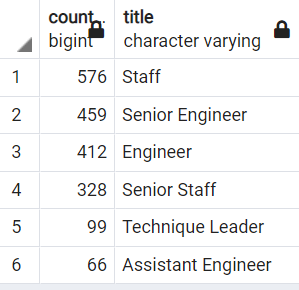 count title
bigint character varying
1 576 Staff
2 459 Senior Engineer
3 412 Engineer
4 328 Senior Staff
5 99 Technique Leader
6 66 Assistant Engineer